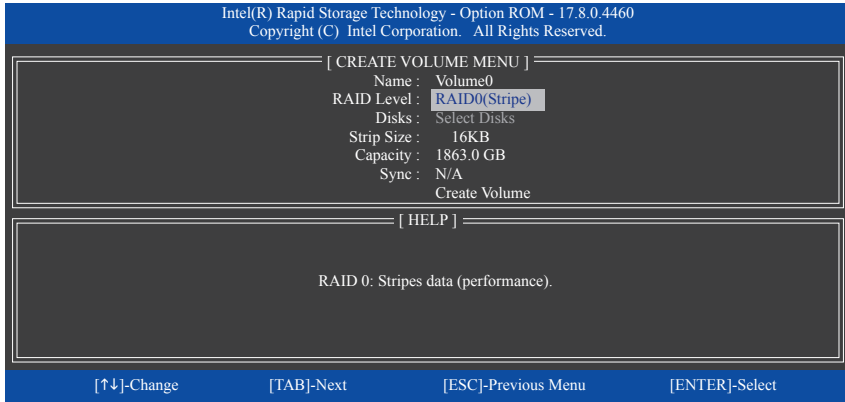 Intel(R) Rapid Storage Technology - Option ROM - 17.8.0.4460
Copyright (C) Intel Corporation. All Rights Reserved.
[ CREATE VOLUME MENU ]
Name : Volume0
RAID Level : RAID0(Stripe)
Disks : Select Disks
Strip Size : 16KB
Capacity : 1863.0 GB
Sync : N/A
Create Volume
[ HELP ]
RAID 0: Stripes data (performance).
[↑↓]-Change [TAB]-Next [ESC]-Previous Menu [ENTER]-Select